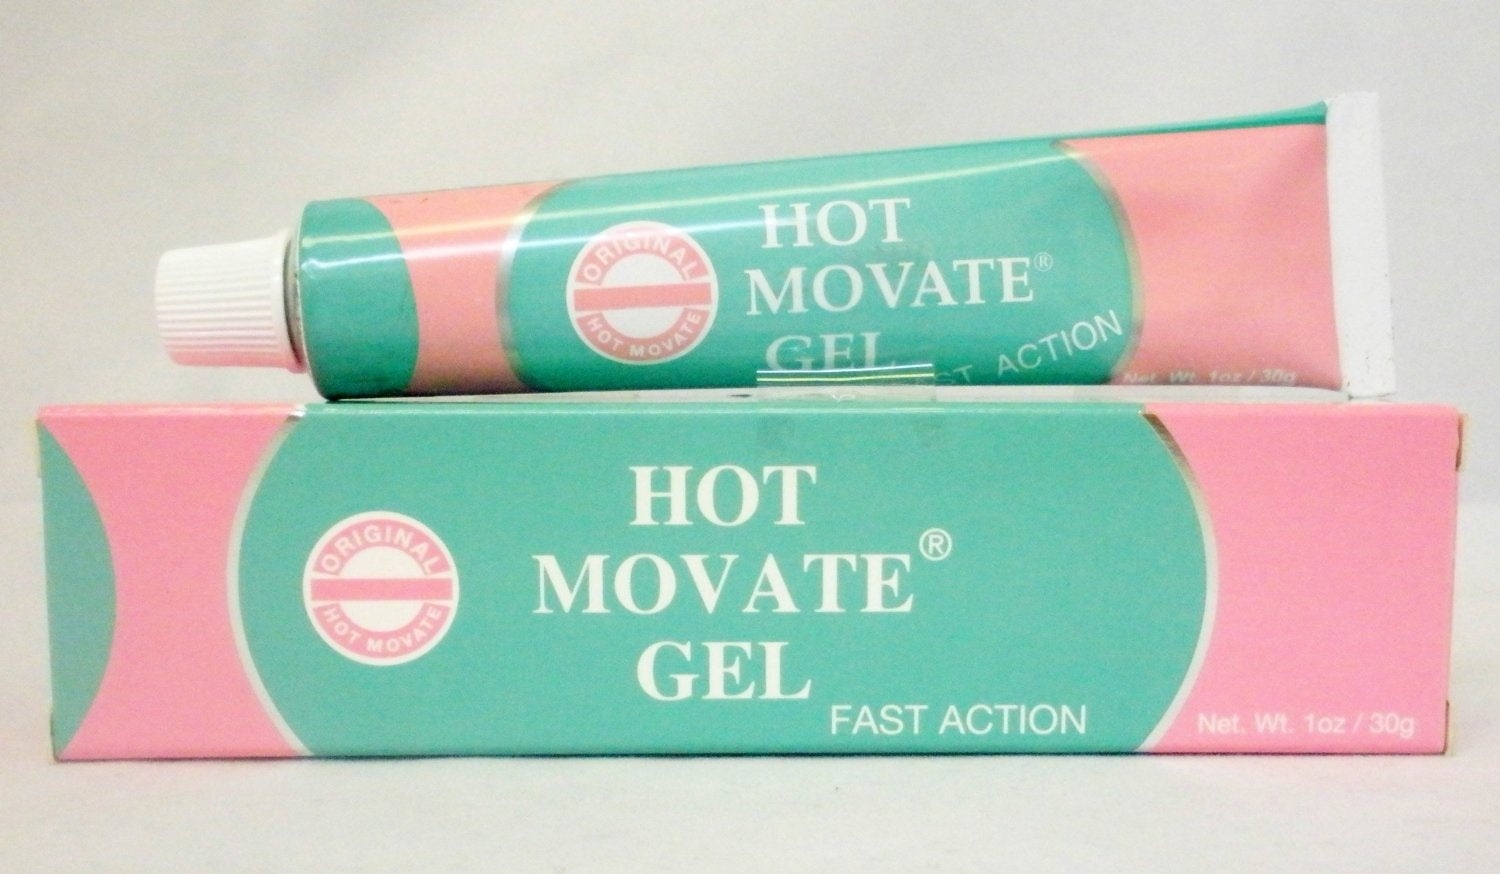 ORIGINAL
HOT MOVATE
HOT
MOVATE®
GEL
ACTION
Net. Wt. 1oz / 30g
ORIGINAL
HOT MOVATE
HOT
MOVATE®
GEL
FAST ACTION
Net. Wt. 1oz / 30g